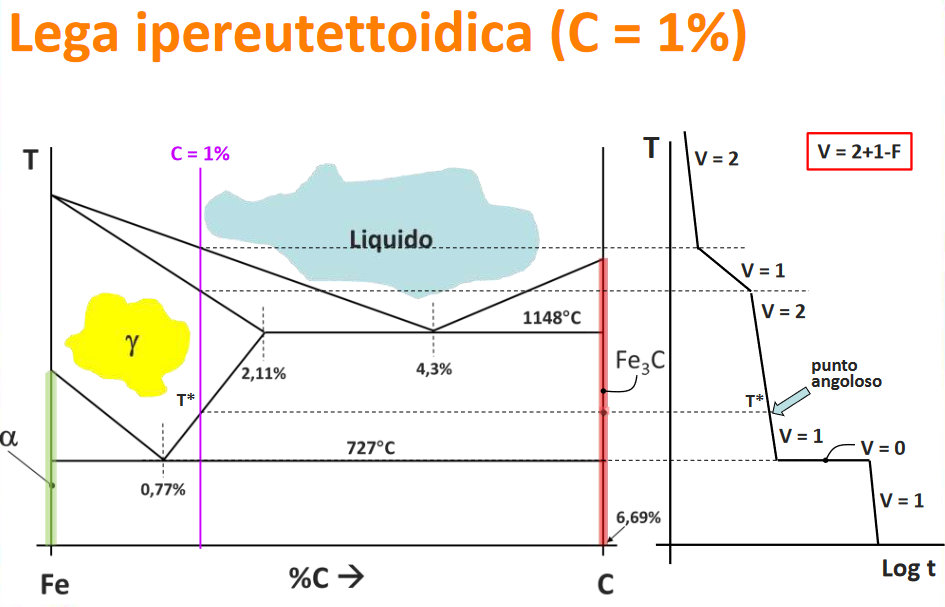 Lega ipereutettoidica (C = 1%)
T
C = 1%
Liquido
γ
1148°C
2,11%
4,3%
Fe₃C
T*
727°C
α
0,77%
6,69%
Fe
%C →
C
T
V = 2
V = 2+1-F
V = 1
V = 2
punto
angoloso
T*
V = 1
V = 0
V = 1
Log t